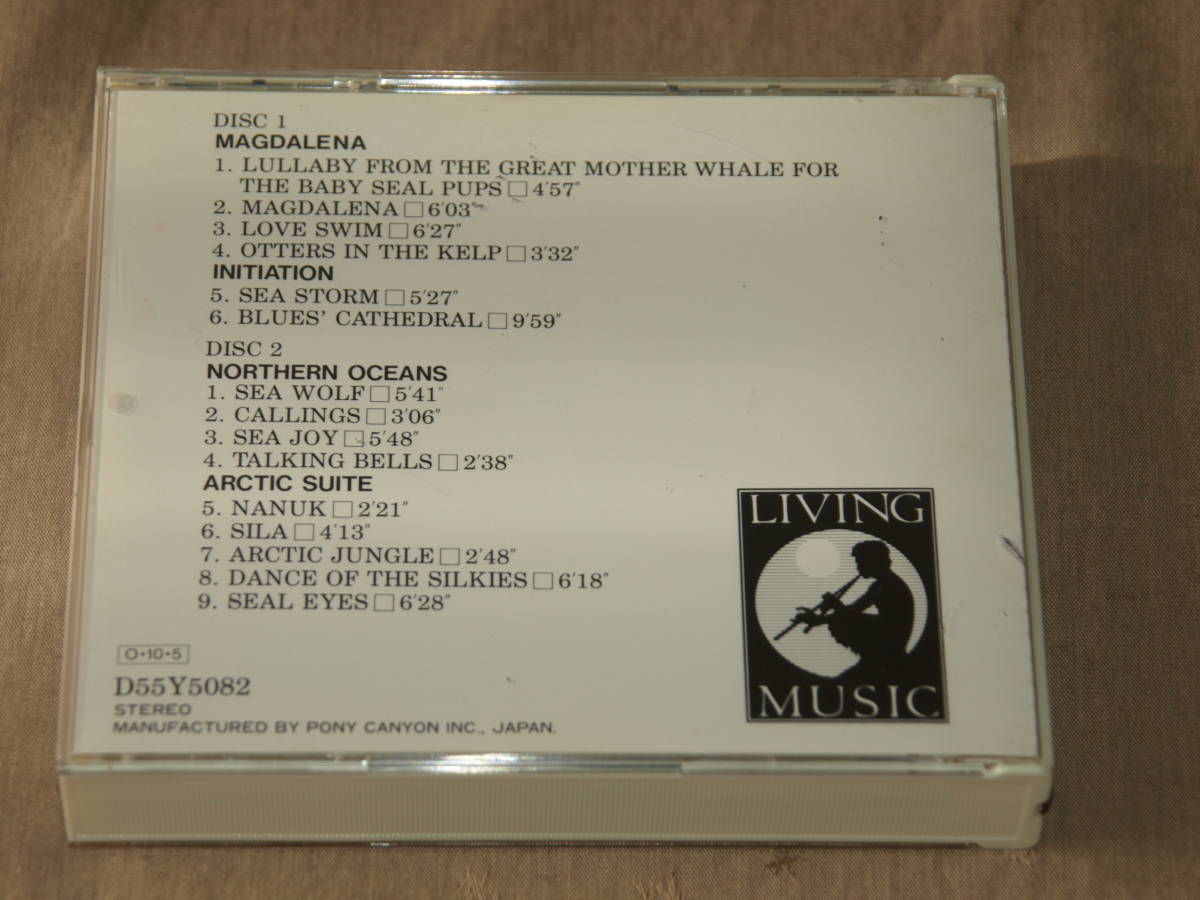 DISC 1
MAGDALENA
1. LULLABY FROM THE GREAT MOTHER WHALE FOR
THE BABY SEAL PUPS□4'57"
2. MAGDALENA□6'03"
3. LOVE SWIM□6'27"
4. OTTERS IN THE KELP□3'32"
INITIATION
5. SEA STORM□5'27"
6. BLUES' CATHEDRAL□9'59"
DISC 2
NORTHERN OCEANS
1. SEA WOLF□5'41"
2. CALLINGS□3'06"
3. SEA JOY□5'48"
4. TALKING BELLS□2'38"
ARCTIC SUITE
5. NANUK□2'21"
6. SILA□4'13"
7. ARCTIC JUNGLE□2'48"
8. DANCE OF THE SILKIES□6'18"
9. SEAL EYES□6'28"
O•10•5
D55Y5082
STEREO
MANUFACTURED BY PONY CANYON INC., JAPAN.
LIVING
MUSIC